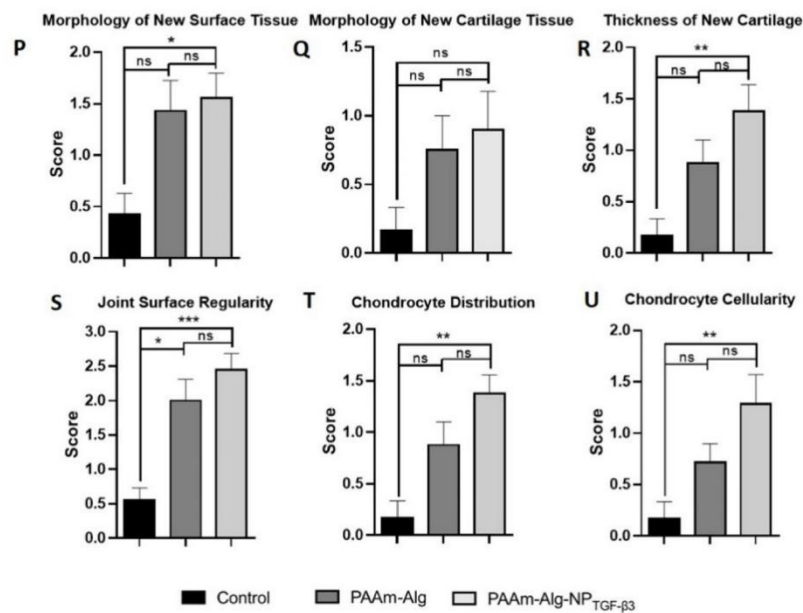 P
Morphology of New Surface Tissue
*
ns
ns
Score
2.0
1.5
1.0
0.5
0.0
Q
Morphology of New Cartilage Tissue
ns
ns
ns
Score
1.5
1.0
0.5
0.0
R
Thickness of New Cartilage
**
ns
ns
Score
2.0
1.5
1.0
0.5
0.0
S
Joint Surface Regularity
***
*
ns
Score
3.0
2.5
2.0
1.5
1.0
0.5
0.0
T
Chondrocyte Distribution
**
ns
ns
Score
2.0
1.5
1.0
0.5
0.0
U
Chondrocyte Cellularity
**
ns
ns
Score
2.0
1.5
1.0
0.5
0.0
Control
PAAm-Alg
PAAm-Alg-NPTGF-β3